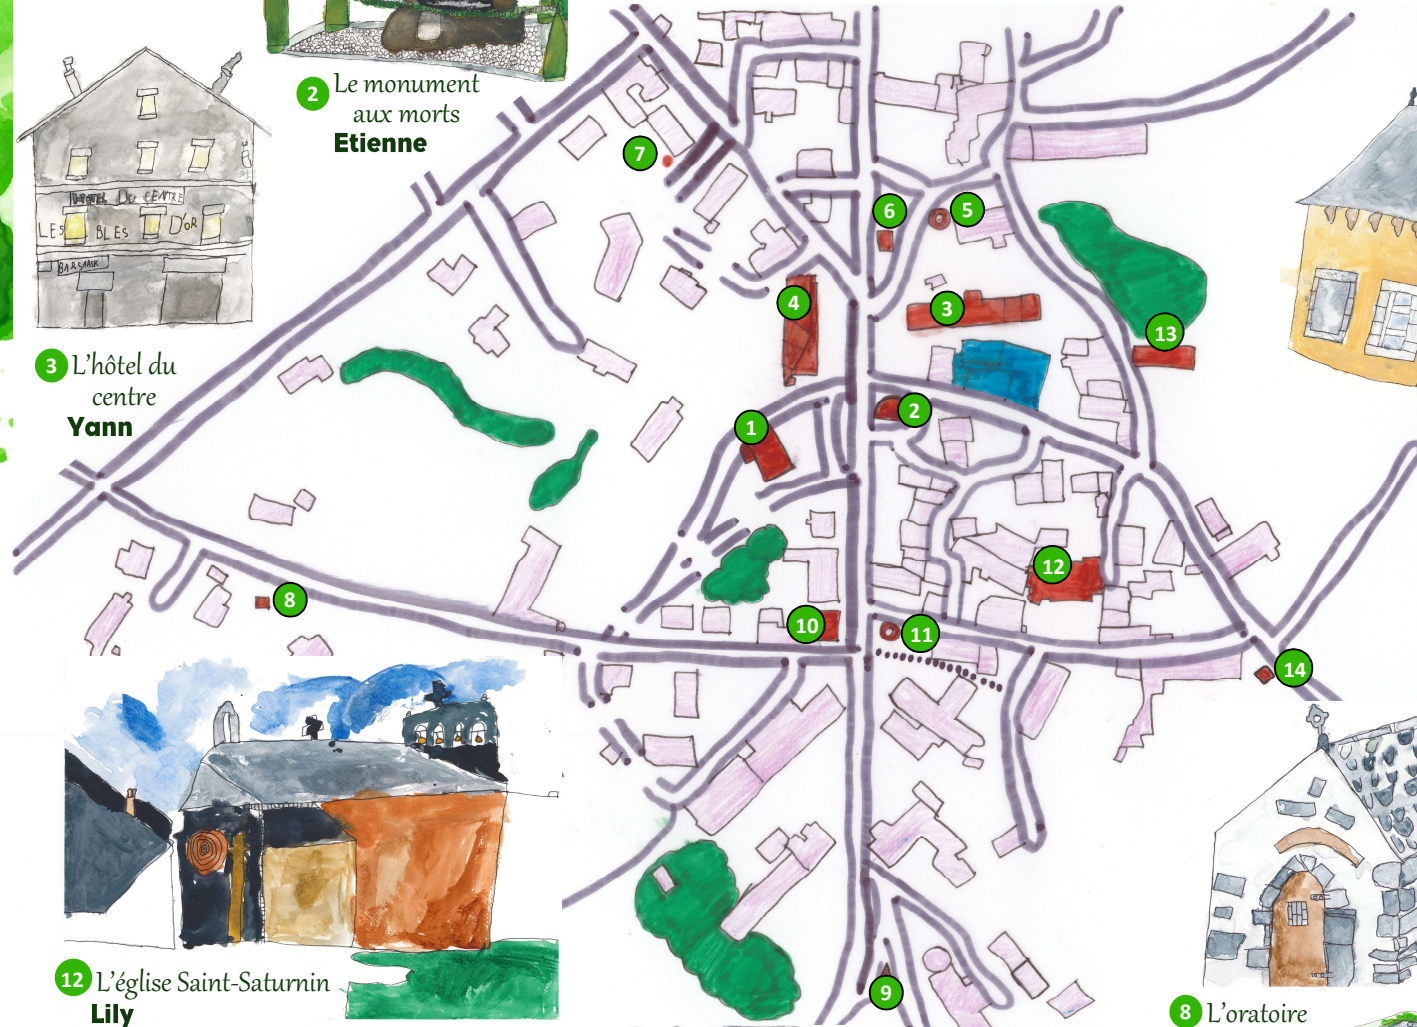 2 Le monument
aux morts
Etienne
HOTEL DU CENTRE
LES BLES D'OR
3 L'hôtel du
centre
Yann
7
6
5
4
3
13
2
1
12
8
10
11
14
9
12 L'église Saint-Saturnin
Lily
8 L'oratoire